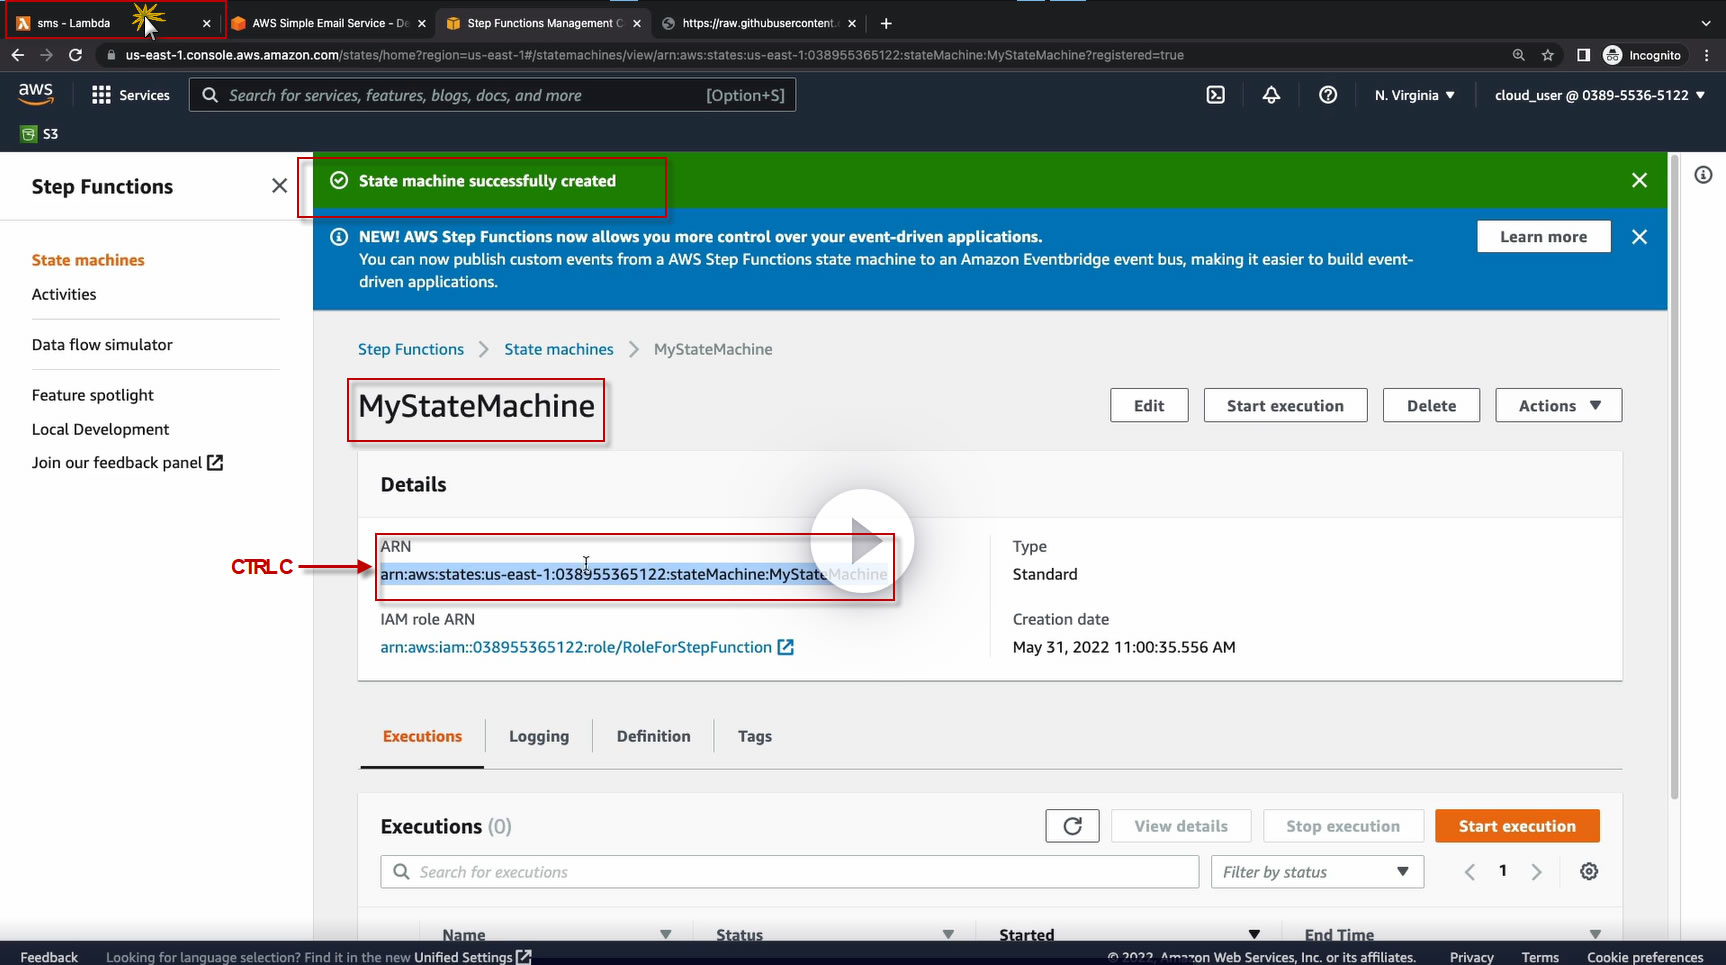 sms - Lambda
AWS Simple Email Service - De
Step Functions Management C
https://raw.githubusercontent.
us-east-1.console.aws.amazon.com/states/home?region=us-east-1#/statemachines/view/arn:aws:states:us-east-1:038955365122:stateMachine:MyStateMachine?registered=true
Incognito
aws
Services
Search for services, features, blogs, docs, and more
[Option+S]
N. Virginia
cloud_user @ 0389-5536-5122
S3
Step Functions
State machine successfully created
NEW! AWS Step Functions now allows you more control over your event-driven applications.
Learn more
You can now publish custom events from a AWS Step Functions state machine to an Amazon Eventbridge event bus, making it easier to build event-
driven applications.
State machines
Activities
Data flow simulator
Feature spotlight
Local Development
Join our feedback panel
Step Functions
State machines
MyStateMachine
MyStateMachine
Edit
Start execution
Delete
Actions
Details
CTRL C
ARN
arn:aws:states:us-east-1:038955365122:stateMachine:MyStateMachine
Type
Standard
IAM role ARN
arn:aws:iam::038955365122:role/RoleForStepFunction
Creation date
May 31, 2022 11:00:35.556 AM
Executions
Logging
Definition
Tags
Executions (0)
View details
Stop execution
Start execution
Search for executions
Filter by status
1
Name
Status
Started
End Time
Feedback
Looking for language selection? Find it in the new Unified Settings
© 2022, Amazon Web Services, Inc. or its affiliates.
Privacy
Terms
Cookie preferences